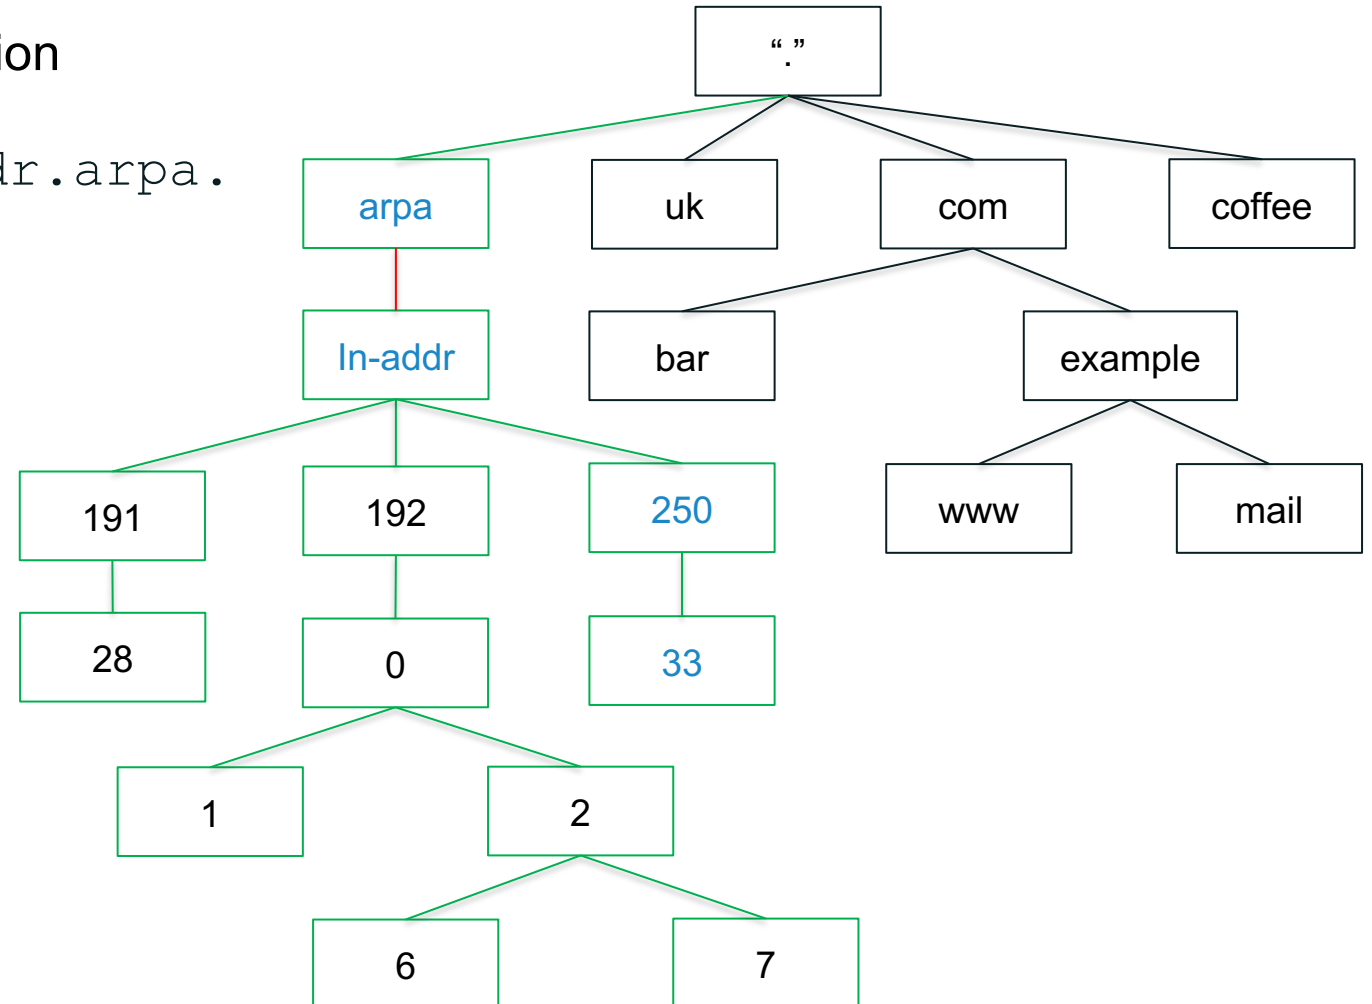 ion
dr.arpa.
“.”
arpa
uk
com
coffee
In-addr
bar
example
191
192
250
www
mail
28
0
33
1
2
6
7